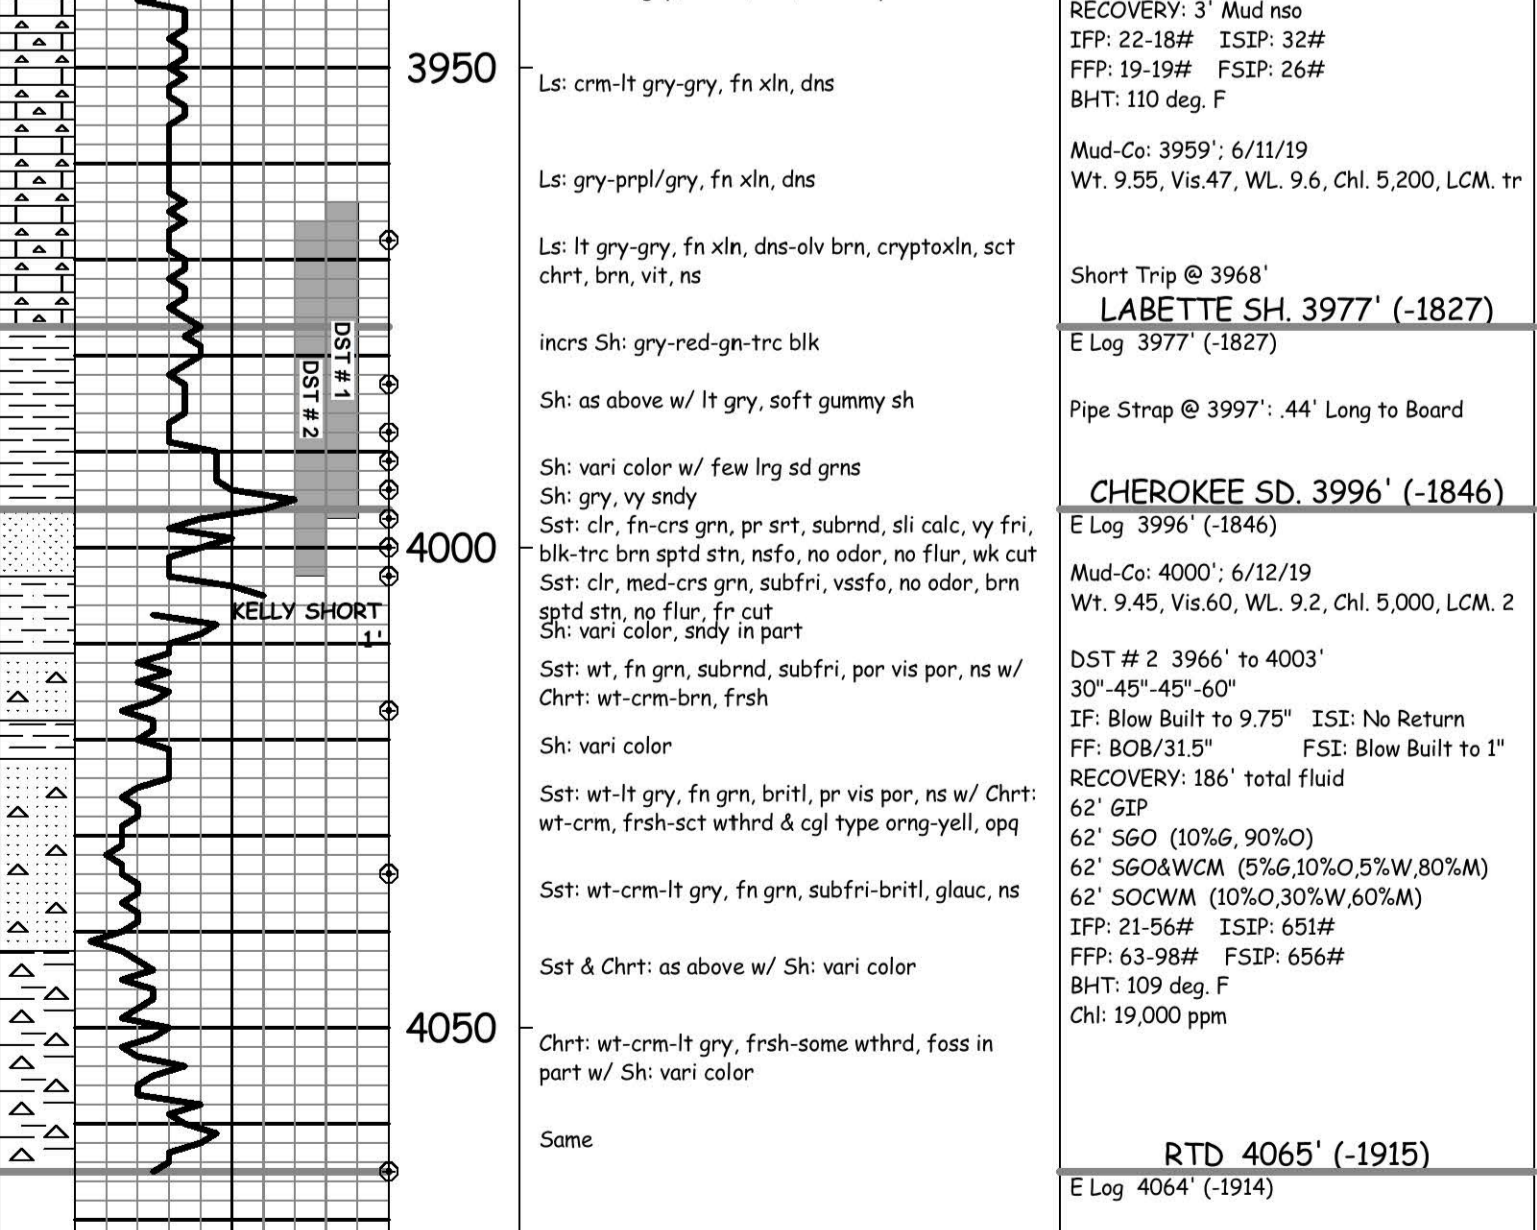 3950
4000
4050
DST # 1
DST # 2
KELLY SHORT
1'
Ls: crm-lt gry-gry, fn xln, dns
Ls: gry-prpl/gry, fn xln, dns
Ls: lt gry-gry, fn xln, dns-olv brn, cryptoxln, sct
chrt, brn, vit, ns
incrs Sh: gry-red-gn-trc blk
Sh: as above w/ lt gry, soft gummy sh
Sh: vari color w/ few lrg sd grns
Sh: gry, vy sndy
Sst: clr, fn-crs grn, pr srt, subrnd, sli calc, vy fri,
blk-trc brn sptd stn, nsfo, no odor, no flur, wk cut
Sst: clr, med-crs grn, subfri, vssfo, no odor, brn
sptd stn, no flur, fr cut
Sh: vari color, sndy in part
Sst: wt, fn grn, subrnd, subfri, por vis por, ns w/
Chrt: wt-crm-brn, frsh
Sh: vari color
Sst: wt-lt gry, fn grn, britl, pr vis por, ns w/ Chrt:
wt-crm, frsh-sct wthrd & cgl type orng-yell, opq
Sst: wt-crm-lt gry, fn grn, subfri-britl, glauc, ns
Sst & Chrt: as above w/ Sh: vari color
Chrt: wt-crm-lt gry, frsh-some wthrd, foss in
part w/ Sh: vari color
Same
RECOVERY: 3' Mud nso
IFP: 22-18# ISIP: 32#
FFP: 19-19# FSIP: 26#
BHT: 110 deg. F
Mud-Co: 3959'; 6/11/19
Wt. 9.55, Vis.47, WL. 9.6, Chl. 5,200, LCM. tr
Short Trip @ 3968'
LABETTE SH. 3977' (-1827)
E Log 3977' (-1827)
Pipe Strap @ 3997': .44' Long to Board
CHEROKEE SD. 3996' (-1846)
E Log 3996' (-1846)
Mud-Co: 4000'; 6/12/19
Wt. 9.45, Vis.60, WL. 9.2, Chl. 5,000, LCM. 2
DST # 2 3966' to 4003'
30"-45"-45"-60"
IF: Blow Built to 9.75" ISI: No Return
FF: BOB/31.5" FSI: Blow Built to 1"
RECOVERY: 186' total fluid
62' GIP
62' SGO (10%G, 90%O)
62' SGO&WCM (5%G,10%O,5%W,80%M)
62' SOCWM (10%O,30%W,60%M)
IFP: 21-56# ISIP: 651#
FFP: 63-98# FSIP: 656#
BHT: 109 deg. F
Chl: 19,000 ppm
RTD 4065' (-1915)
E Log 4064' (-1914)